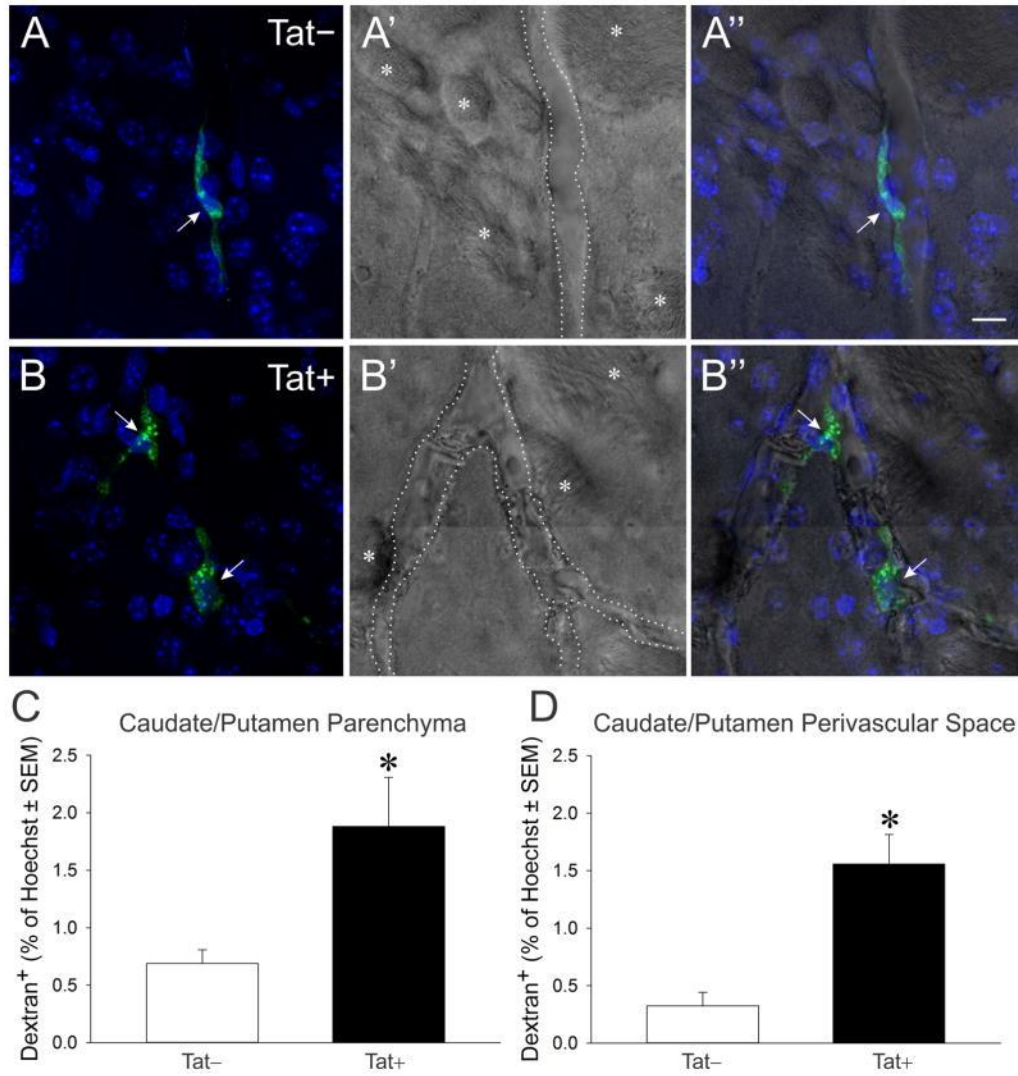 A Tat−
A'
A"
*
*
*
*
*
B Tat+
B'
B"
*
*
*
C
Caudate/Putamen Parenchyma
Dextran⁺ (% of Hoechst ± SEM)
2.5
2.0
1.5
1.0
0.5
0.0
*
Tat−
Tat+
D
Caudate/Putamen Perivascular Space
Dextran⁺ (% of Hoechst ± SEM)
2.5
2.0
1.5
1.0
0.5
0.0
*
Tat−
Tat+